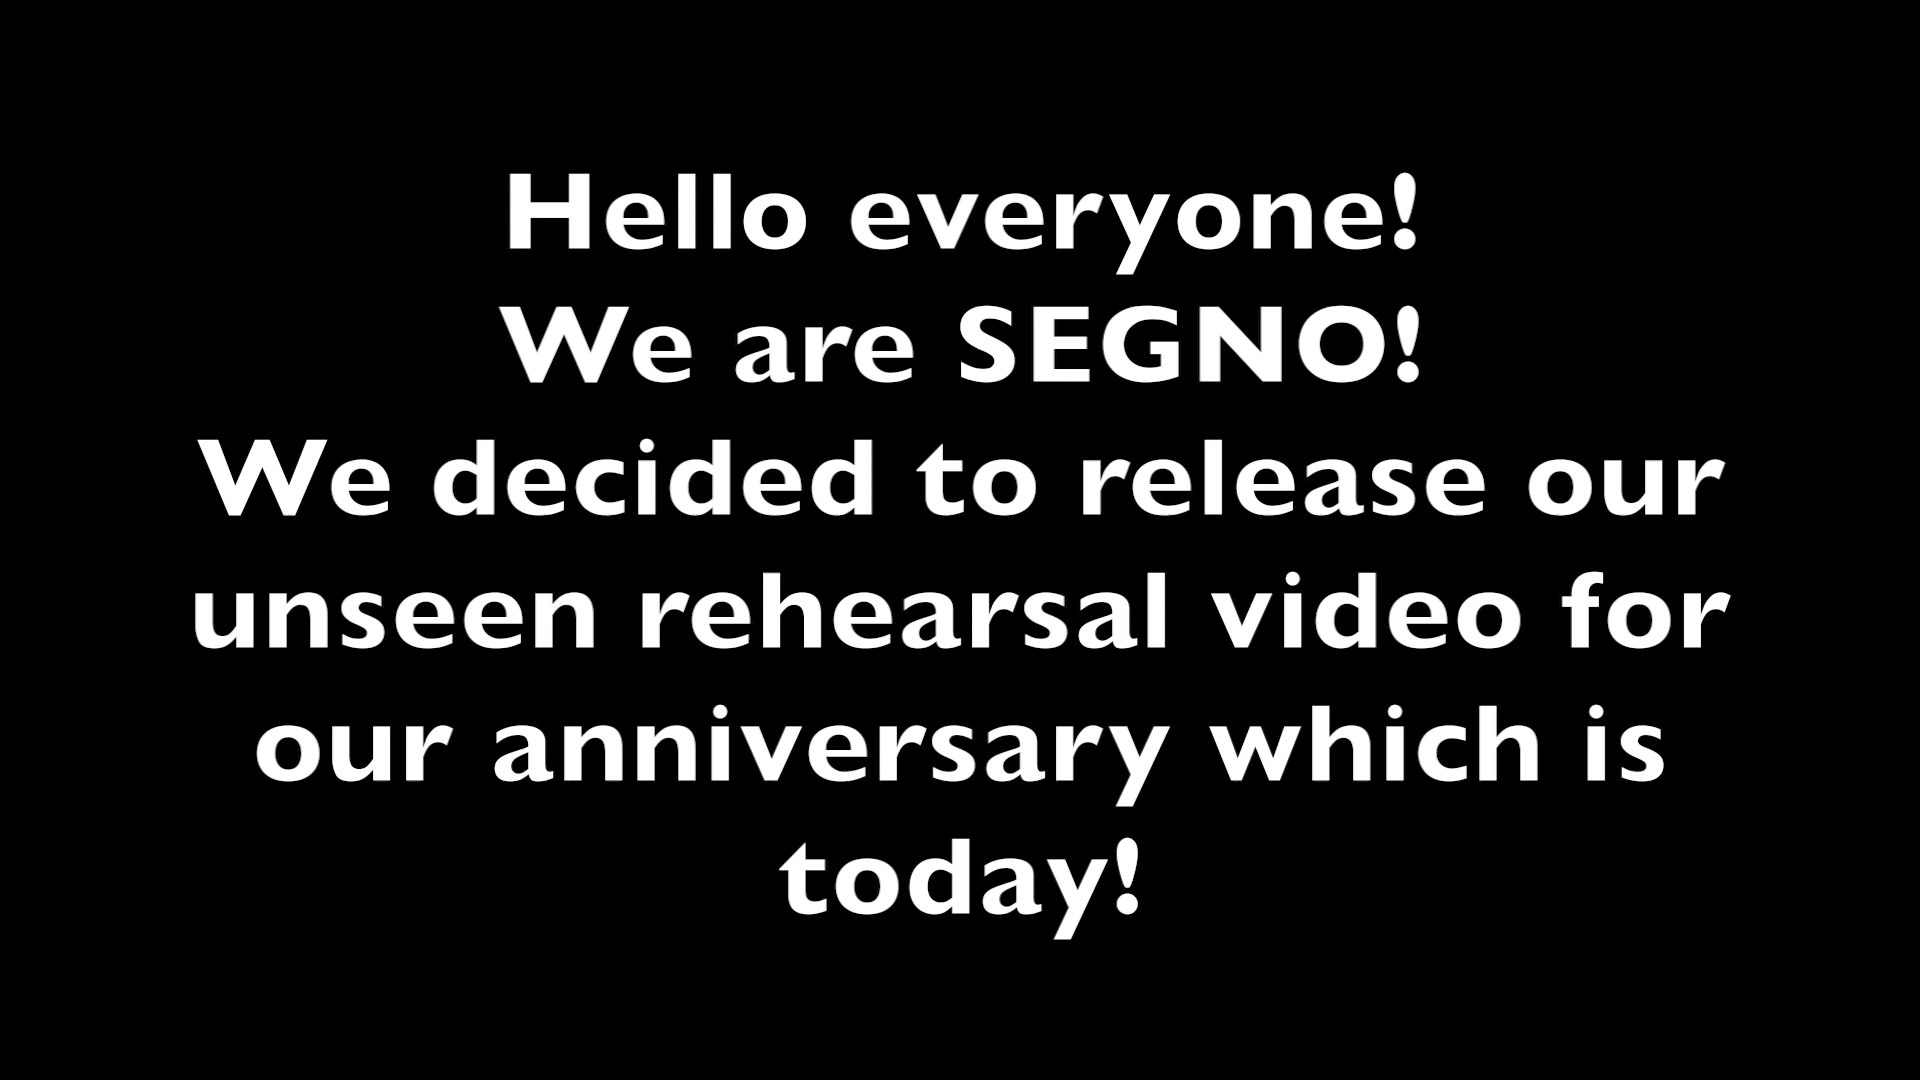 Hello everyone!
We are SEGNO!
We decided to release our
unseen rehearsal video for
our anniversary which is
today!